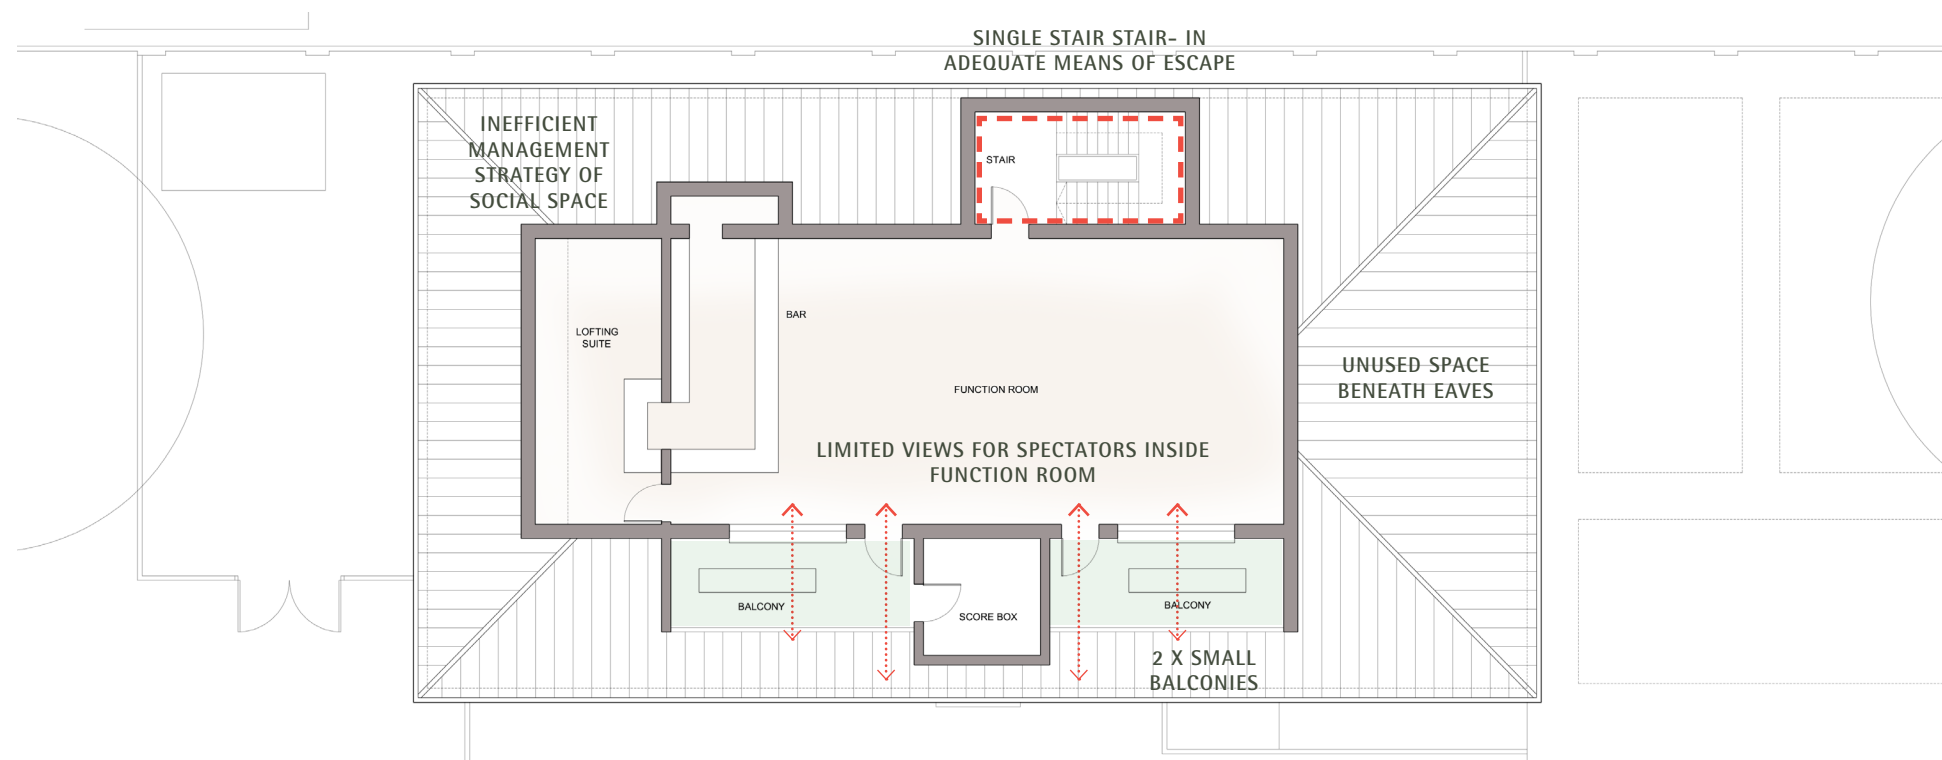 SINGLE STAIR STAIR- IN
ADEQUATE MEANS OF ESCAPE
INEFFICIENT
MANAGEMENT
STRATEGY OF
SOCIAL SPACE
STAIR
BAR
LOFTING
SUITE
UNUSED SPACE
BENEATH EAVES
FUNCTION ROOM
LIMITED VIEWS FOR SPECTATORS INSIDE
FUNCTION ROOM
BALCONY
SCORE BOX
BALCONY
2 X SMALL
BALCONIES